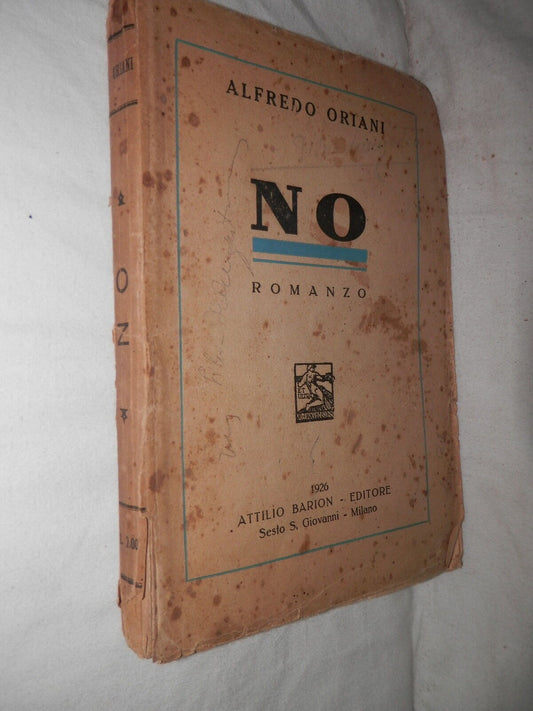 ALFREDO ORIANI
NO
ROMANZO
1926
ATTILIO BARION - EDITORE
Sesto S. Giovanni - Milano
ORIANI
NO